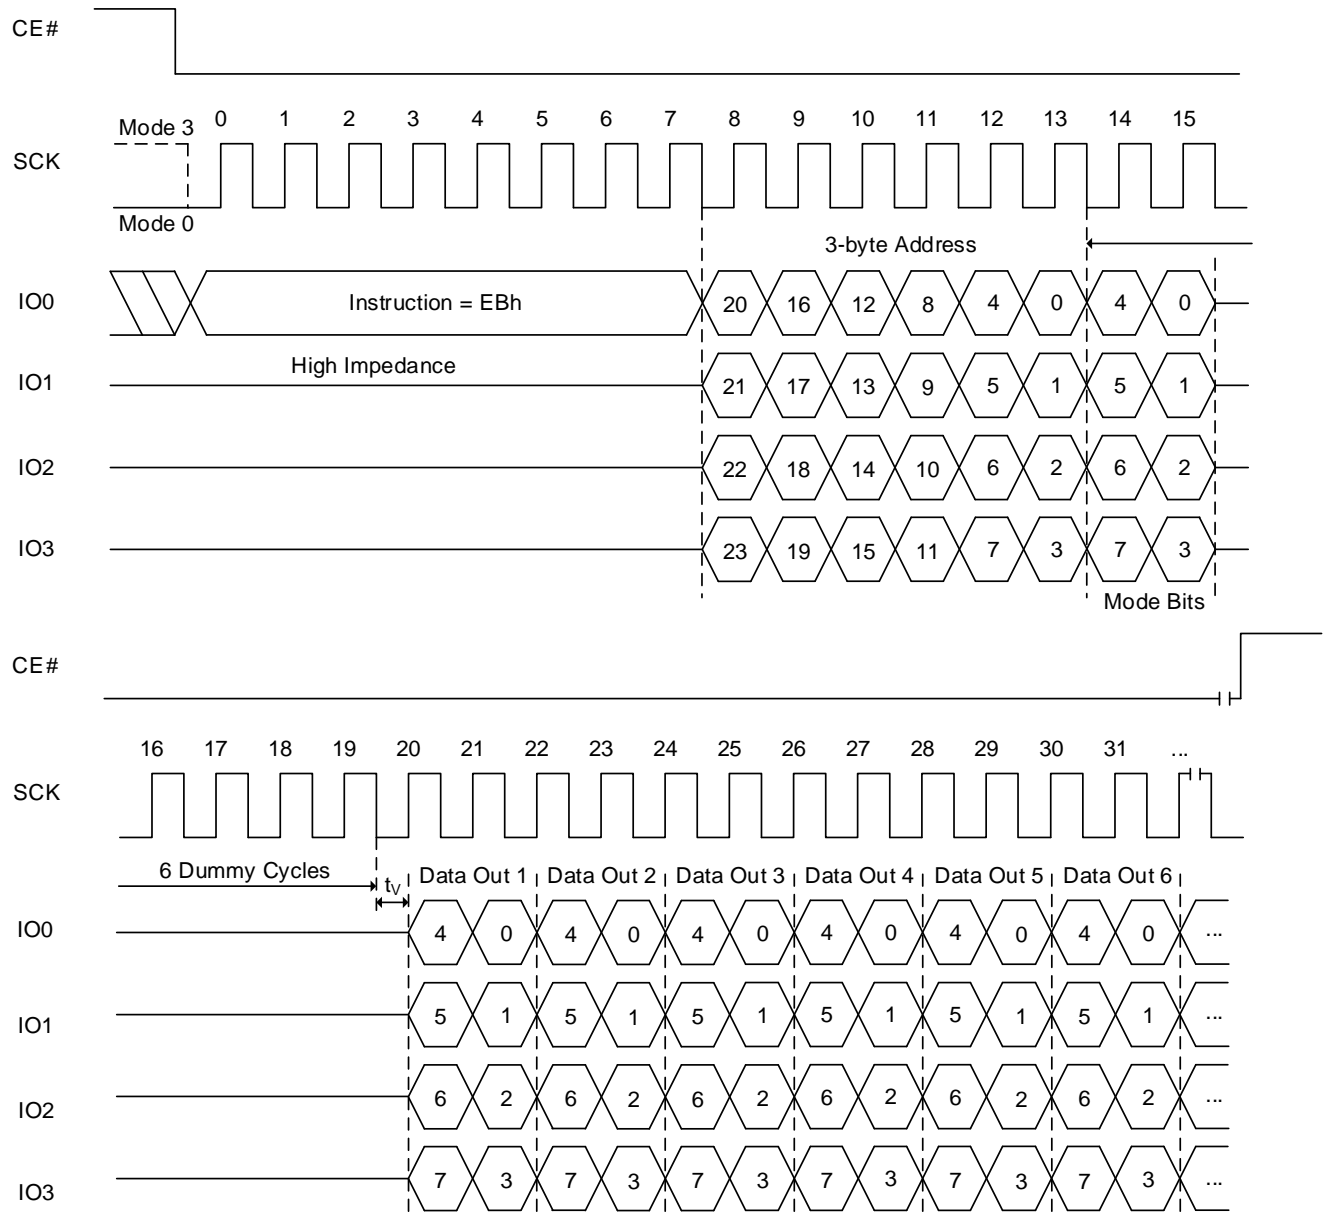 CE#
0 1 2 3 4 5 6 7 8 9 10 11 12 13 14 15
Mode 3
SCK
Mode 0
3-byte Address
IO0 Instruction = EBh 20 16 12 8 4 0 4 0
High Impedance
IO1 21 17 13 9 5 1 5 1
IO2 22 18 14 10 6 2 6 2
IO3 23 19 15 11 7 3 7 3
Mode Bits
CE#
16 17 18 19 20 21 22 23 24 25 26 27 28 29 30 31 ...
SCK
6 Dummy Cycles tV Data Out 1 Data Out 2 Data Out 3 Data Out 4 Data Out 5 Data Out 6
IO0 4 0 4 0 4 0 4 0 4 0 4 0 ...
IO1 5 1 5 1 5 1 5 1 5 1 5 1 ...
IO2 6 2 6 2 6 2 6 2 6 2 6 2 ...
IO3 7 3 7 3 7 3 7 3 7 3 7 3 ...